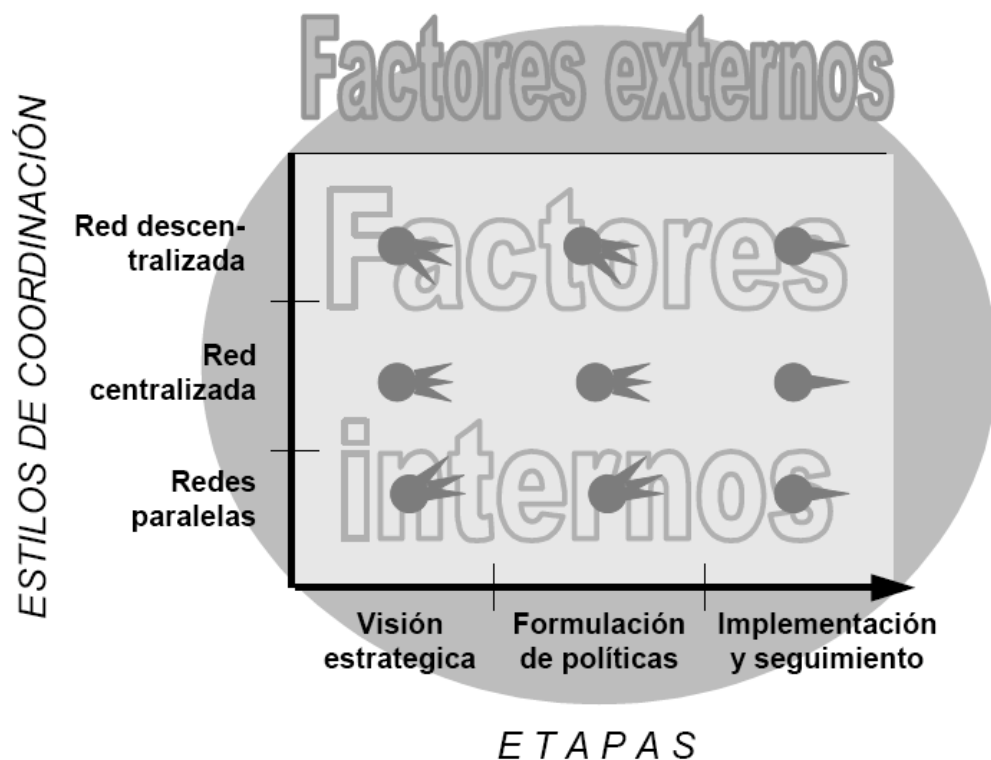 Factores externos
ESTILOS DE COORDINACIÓN
Factores
internos
Red descen-
tralizada
Red
centralizada
Redes
paralelas
Visión
estrategica
Formulación
de políticas
Implementación
y seguimiento
ETAPAS